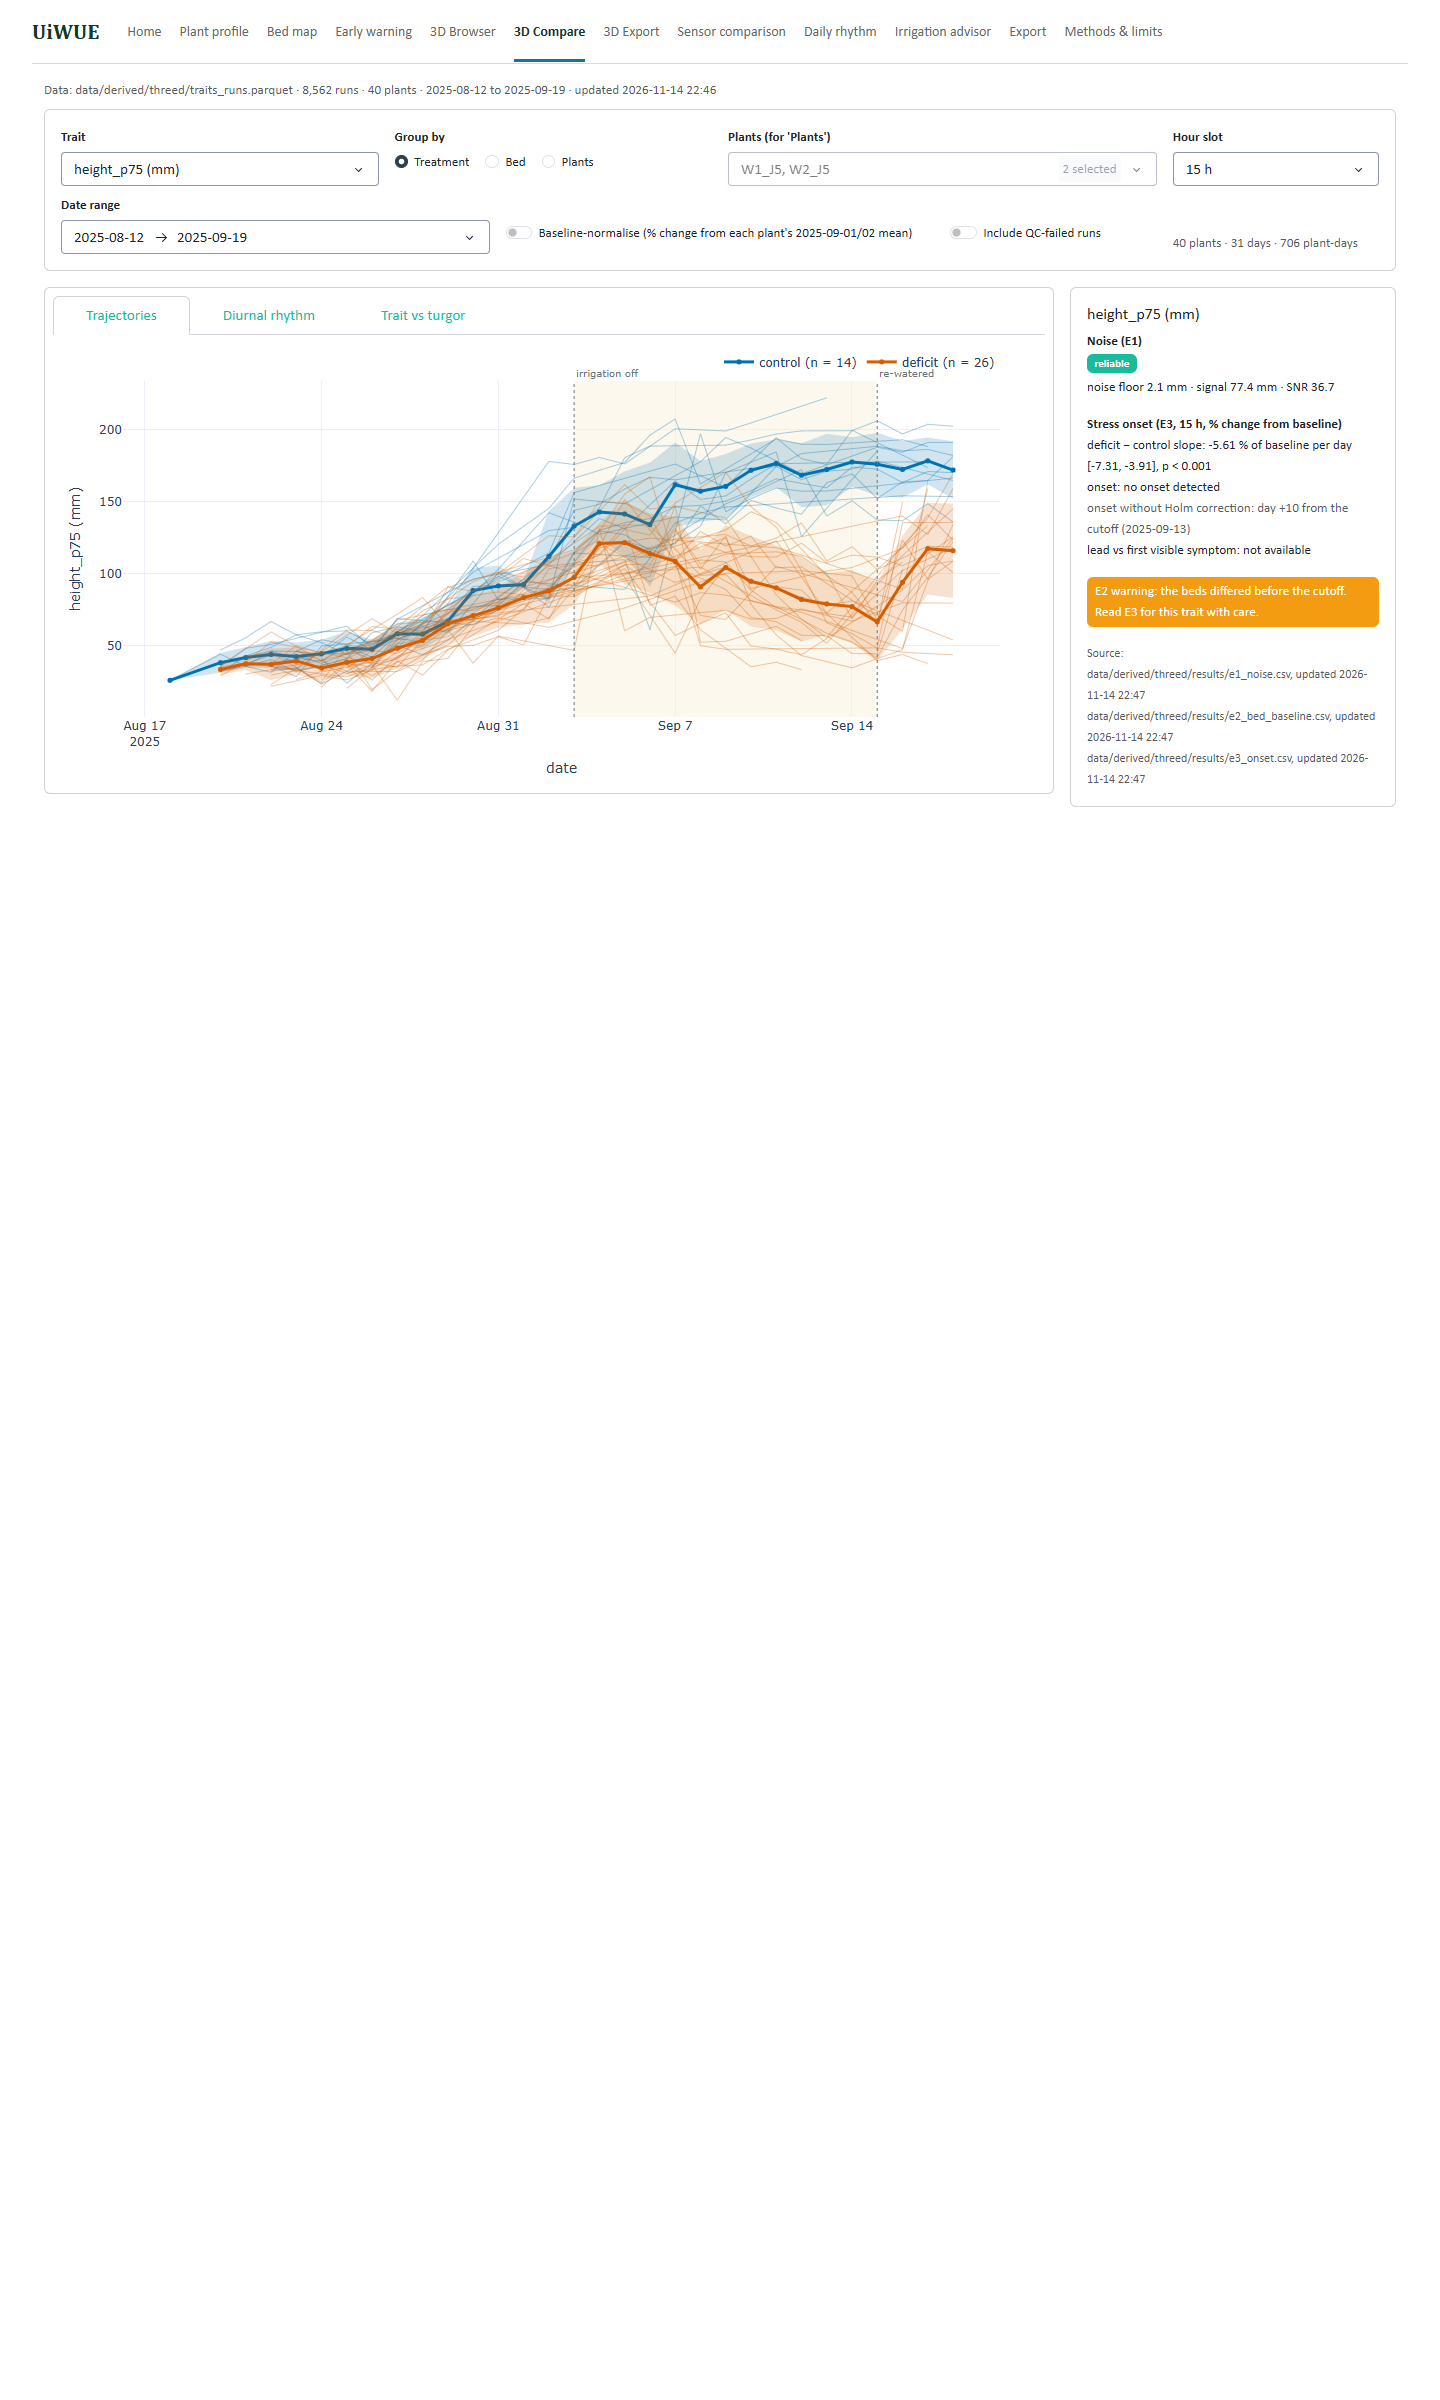 UiWUE Home Plant profile Bed map Early warning 3D Browser 3D Compare 3D Export Sensor comparison Daily rhythm Irrigation advisor Export Methods & limits
Data: data/derived/threed/traits_runs.parquet · 8,562 runs · 40 plants · 2025-08-12 to 2025-09-19 · updated 2026-11-14 22:46
Trait
height_p75 (mm)
Group by
Treatment Bed Plants
Plants (for 'Plants')
W1_J5, W2_J5 2 selected
Hour slot
15 h
Date range
2025-08-12 → 2025-09-19
Baseline-normalise (% change from each plant's 2025-09-01/02 mean)
Include QC-failed runs
40 plants · 31 days · 706 plant-days
Trajectories Diurnal rhythm Trait vs turgor
control (n = 14) deficit (n = 26)
irrigation off re-watered
200
150
100
50
height_p75 (mm)
Aug 17 Aug 24 Aug 31 Sep 7 Sep 14
2025
date
height_p75 (mm)
Noise (E1)
reliable
noise floor 2.1 mm · signal 77.4 mm · SNR 36.7
Stress onset (E3, 15 h, % change from baseline)
deficit – control slope: -5.61 % of baseline per day
[-7.31, -3.91], p < 0.001
onset: no onset detected
onset without Holm correction: day +10 from the
cutoff (2025-09-13)
lead vs first visible symptom: not available
E2 warning: the beds differed before the cutoff.
Read E3 for this trait with care.
Source:
data/derived/threed/results/e1_noise.csv, updated 2026-
11-14 22:47
data/derived/threed/results/e2_bed_baseline.csv, updated
2026-11-14 22:47
data/derived/threed/results/e3_onset.csv, updated 2026-
11-14 22:47